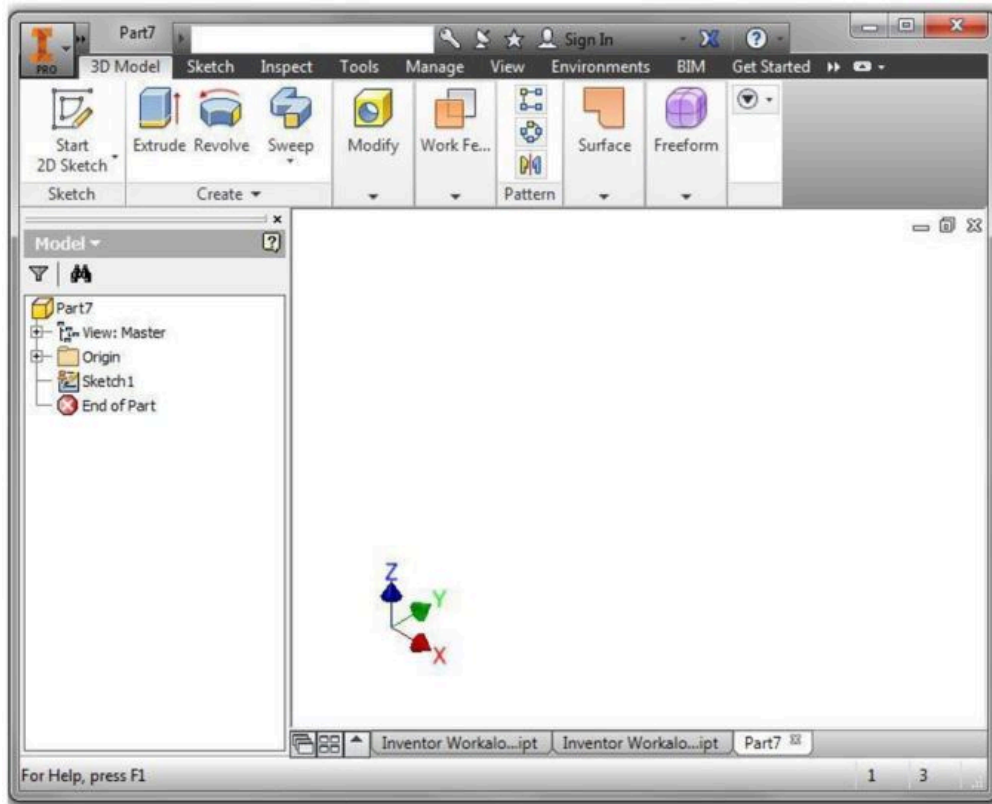 Part7
Sign In
PRO
3D Model Sketch Inspect Tools Manage View Environments BIM Get Started
Start
2D Sketch
Extrude Revolve Sweep
Modify
Work Fe...
Surface
Freeform
Sketch
Create
Pattern
Model
Part7
View: Master
Origin
Sketch1
End of Part
Z
Y
X
Inventor Workalo...ipt Inventor Workalo...ipt Part7
For Help, press F1 1 3